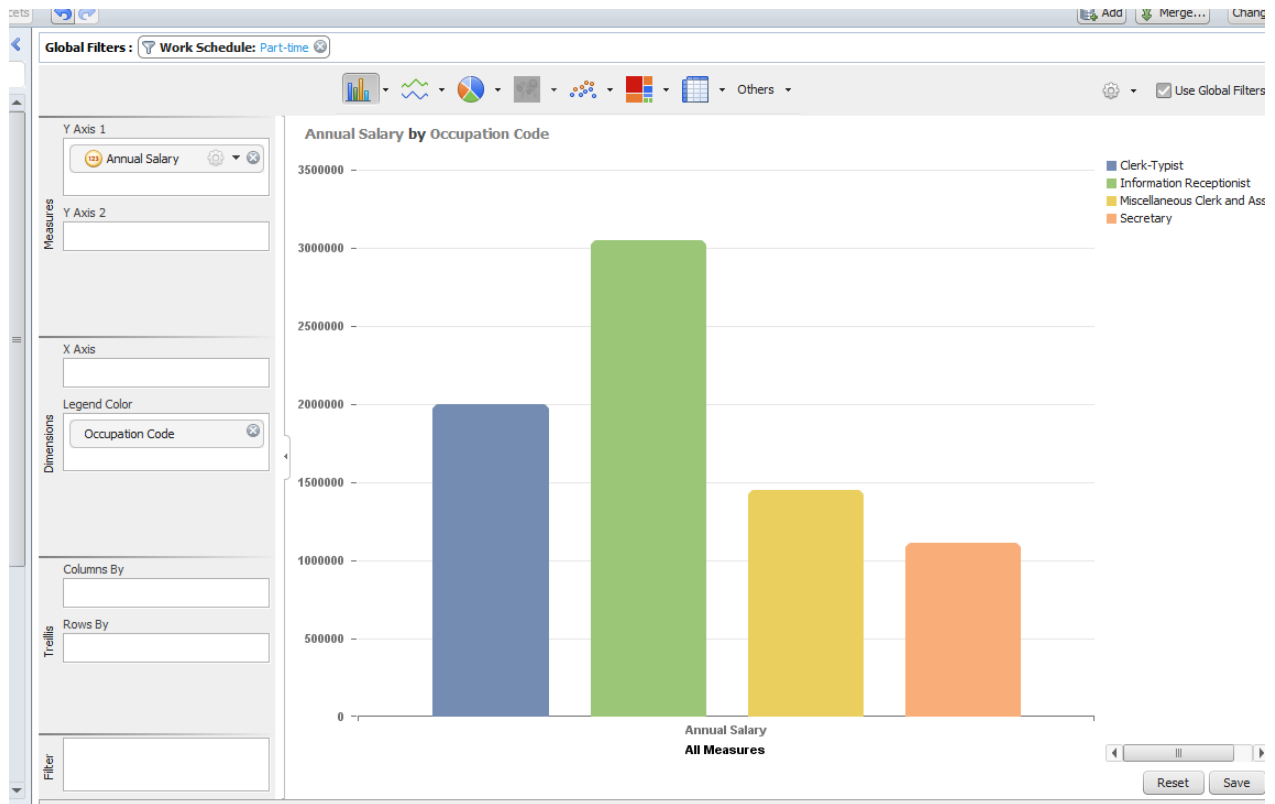 Add Merge...
Global Filters : Work Schedule: Part-time
Others
Use Global Filters
Y Axis 1
123 Annual Salary
Measures
Y Axis 2
X Axis
Legend Color
Dimensions
Occupation Code
Columns By
Trellis
Rows By
Filter
Annual Salary by Occupation Code
3500000
3000000
2500000
2000000
1500000
1000000
500000
0
Annual Salary
All Measures
Clerk-Typist
Information Receptionist
Miscellaneous Clerk and Ass
Secretary
Reset Save